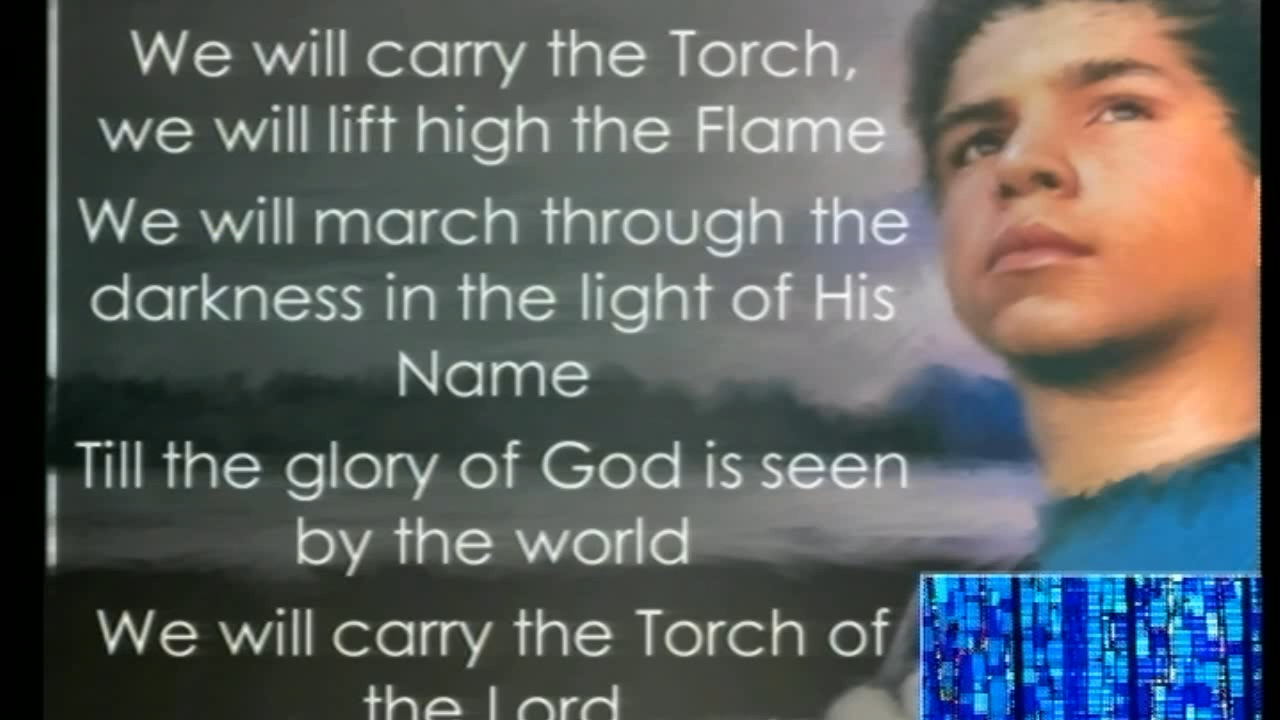 We will carry the Torch,
we will lift high the Flame
We will march through the
darkness in the light of His
Name
Till the glory of God is seen
by the world
We will carry the Torch of
the Lord